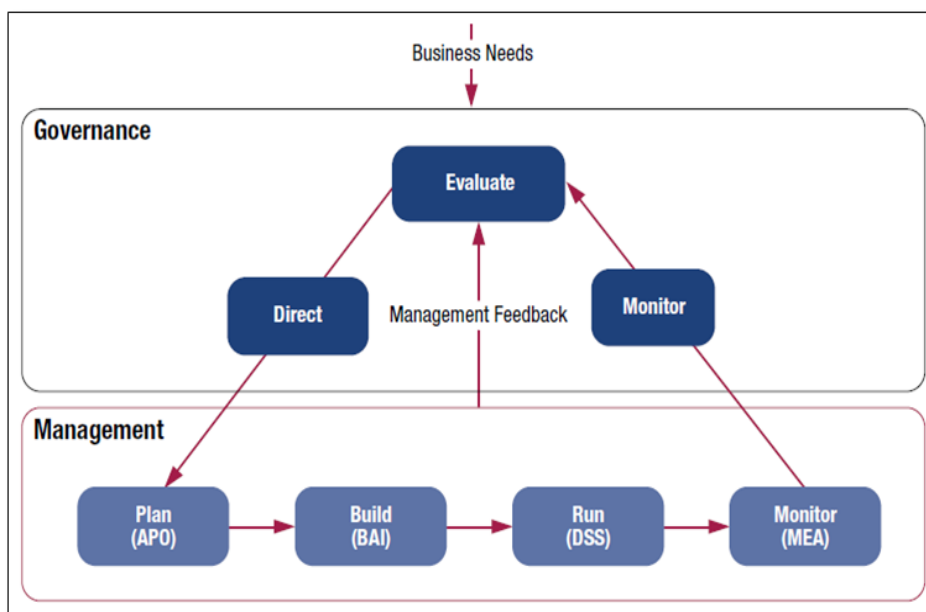 Business Needs
Governance
Evaluate
Direct
Management Feedback
Monitor
Management
Plan
(APO)
Build
(BAI)
Run
(DSS)
Monitor
(MEA)